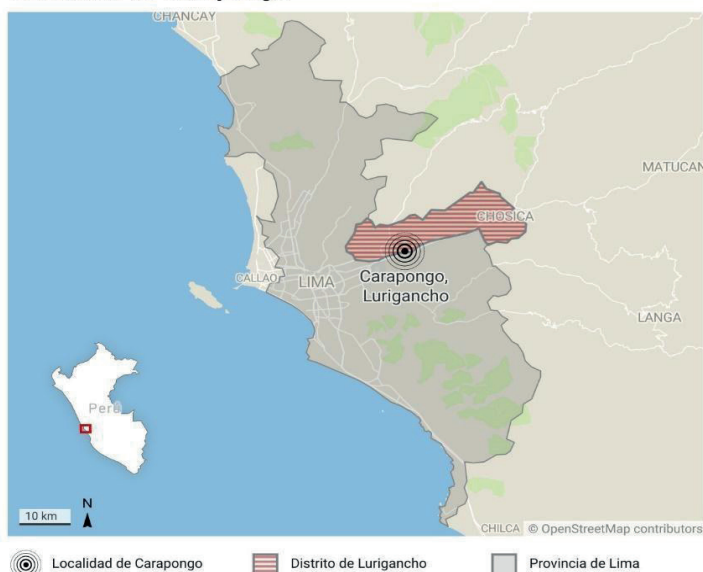 CHANCAY
MATUCAN
CHOSICA
CALLAO
LIMA
Carapongo,
Lurigancho
LANGA
Perú
N
10 km
CHILCA
© OpenStreetMap contributors
Localidad de Carapongo
Distrito de Lurigancho
Provincia de Lima